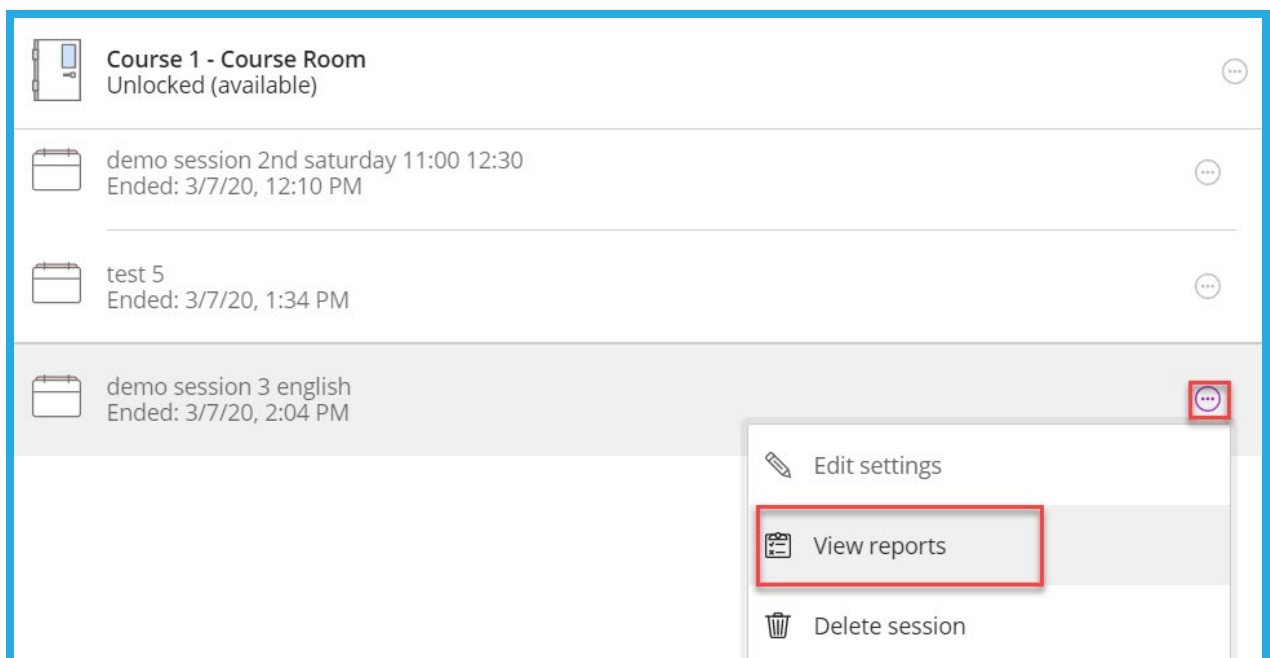 Course 1 - Course Room
Unlocked (available)
demo session 2nd saturday 11:00 12:30
Ended: 3/7/20, 12:10 PM
test 5
Ended: 3/7/20, 1:34 PM
demo session 3 english
Ended: 3/7/20, 2:04 PM
Edit settings
View reports
Delete session